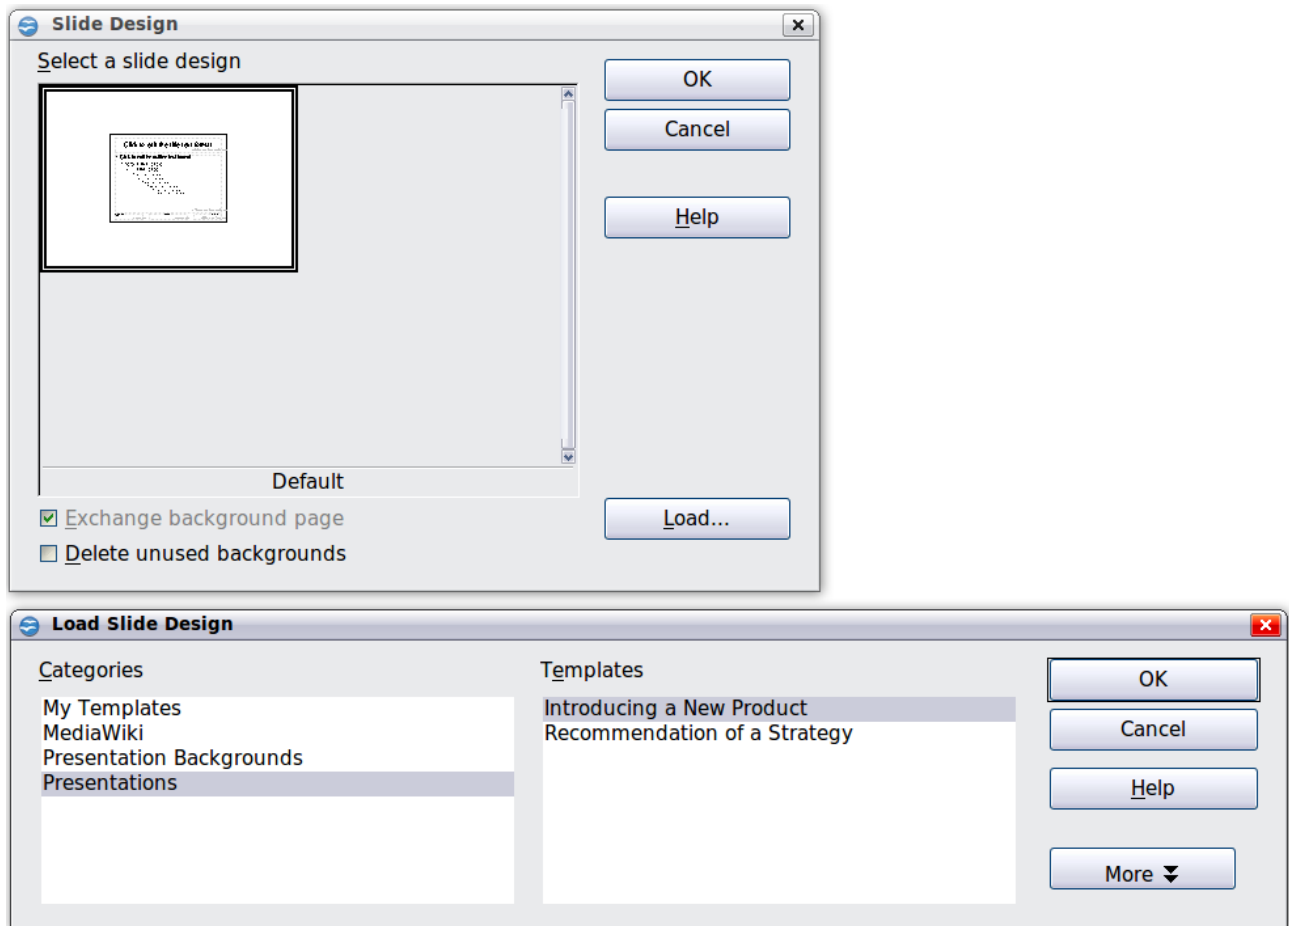 Slide Design
Select a slide design
OK
Cancel
Help
Default
Exchange background page
Load...
Delete unused backgrounds
Load Slide Design
Categories
My Templates
MediaWiki
Presentation Backgrounds
Presentations
Templates
Introducing a New Product
Recommendation of a Strategy
OK
Cancel
Help
More